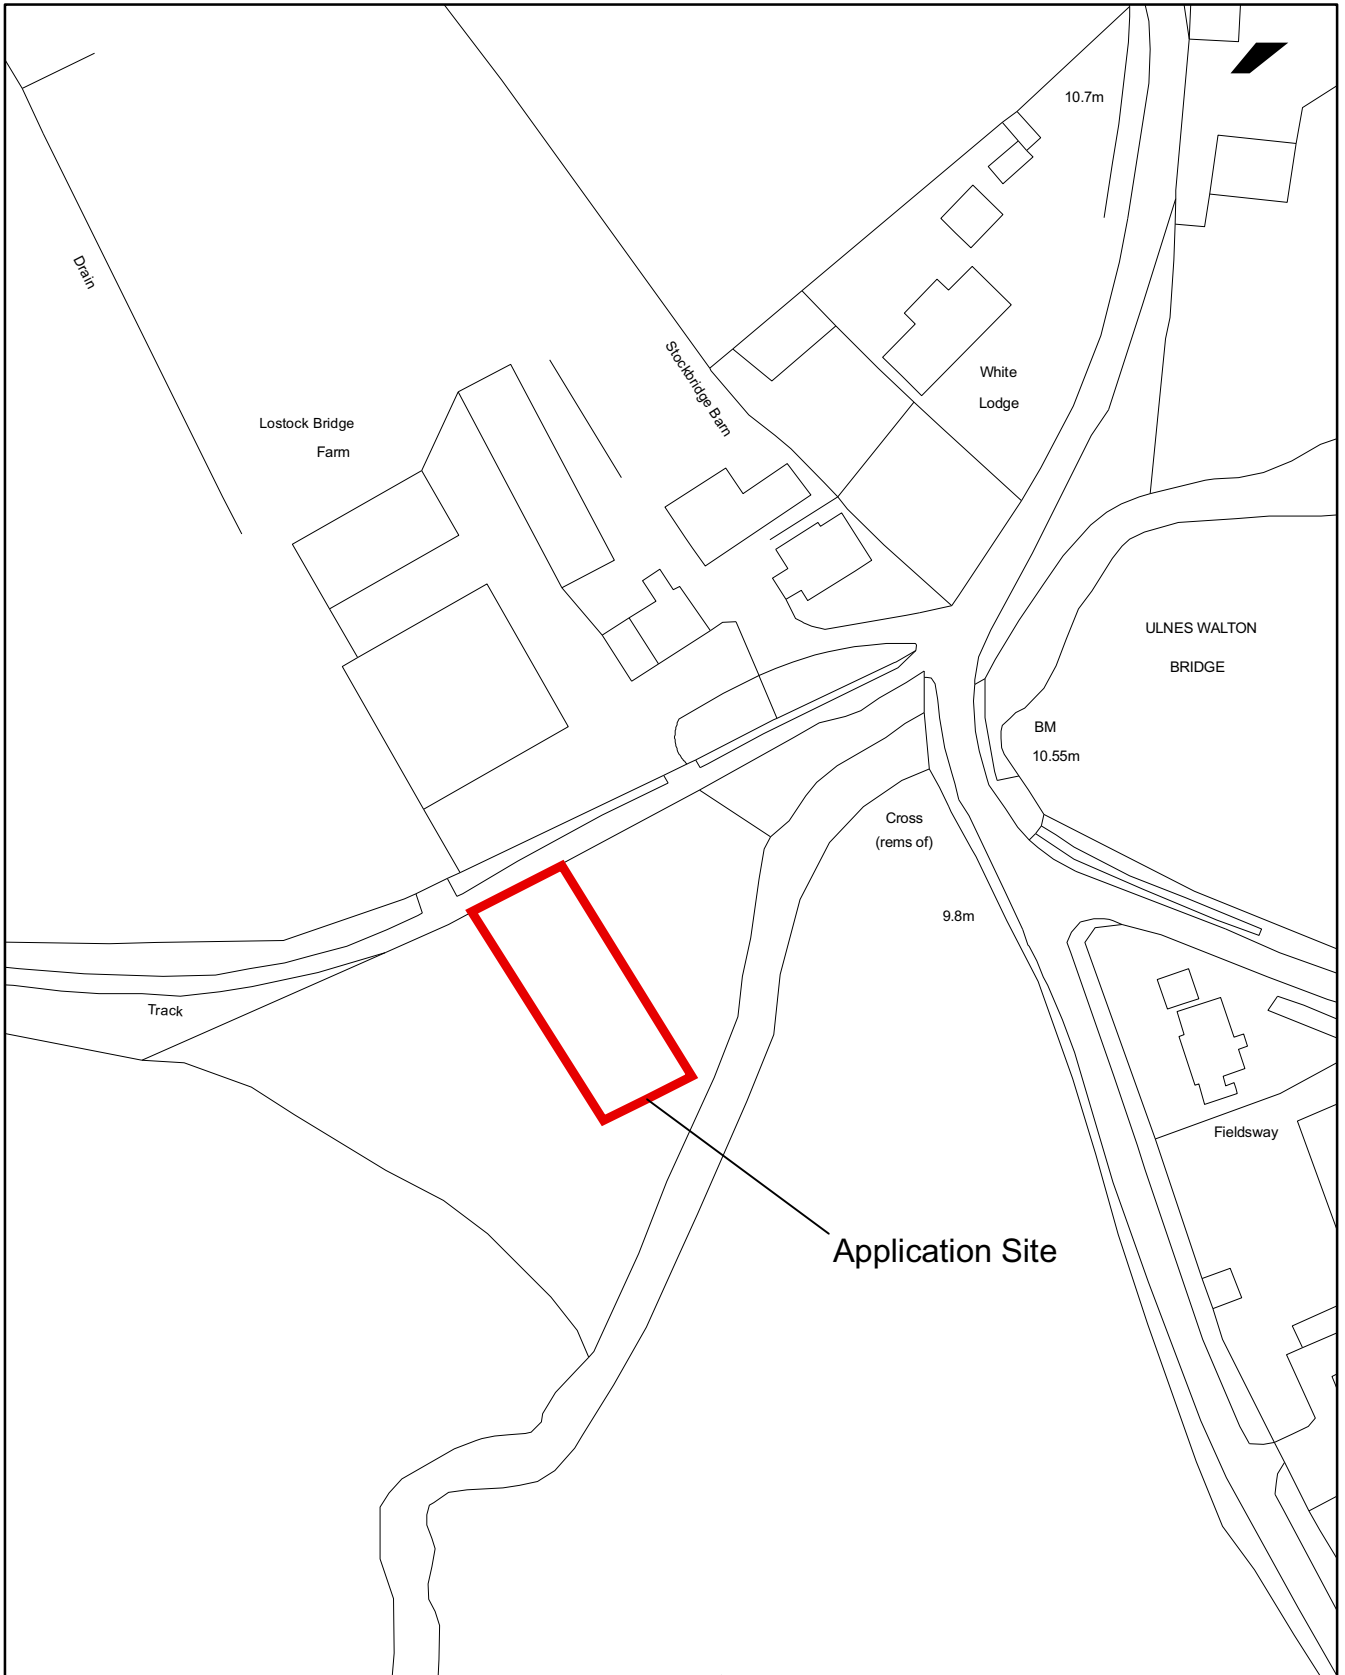 10.7m
Drain
Stockbridge Barn
White
Lodge
Lostock Bridge
Farm
ULNES WALTON
BRIDGE
BM
10.55m
Cross
(rems of)
9.8m
Track
Fieldsway
Application Site